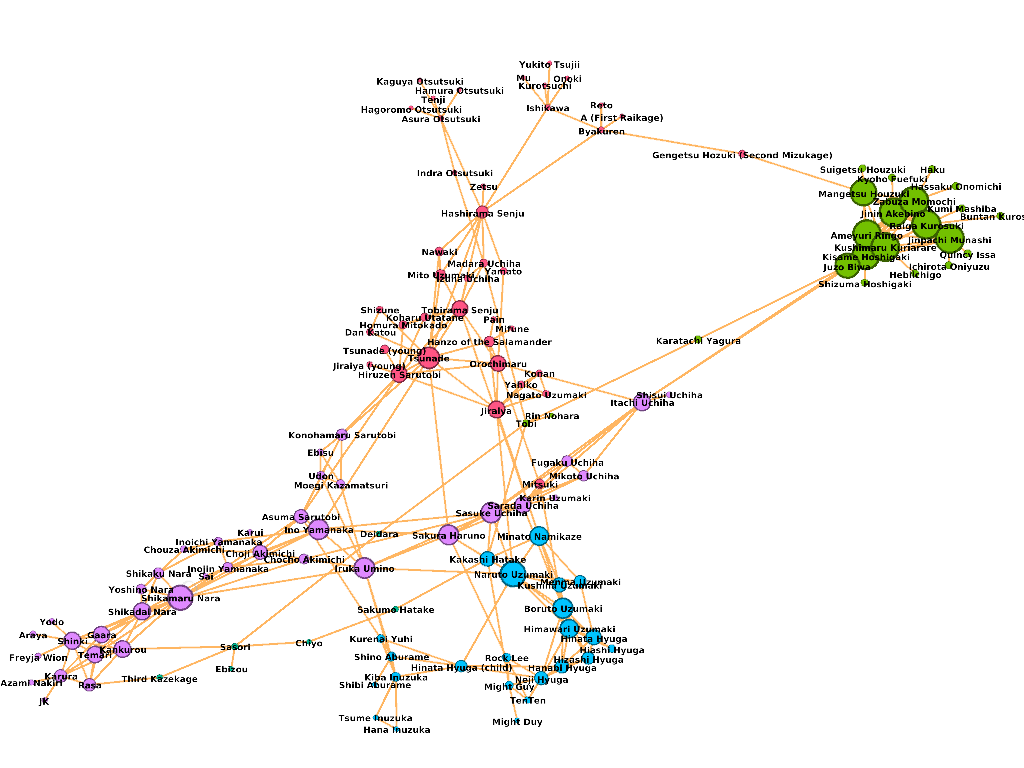 Yukito Tsujii
Mu
Onoki
Kurotsuchi
Kaguya Otsutsuki
Hamura Otsutsuki
Tenji
Hagoromo Otsutsuki
Asura Otsutsuki
Ishikawa
Reto
A (First Raikage)
Byakuren
Gengetsu Hozuki (Second Mizukage)
Indra Otsutsuki
Zetsu
Hashirama Senju
Suigetsu Houzuki
Haku
Kyoho Fuefuki
Hassaku Onomichi
Mangetsu Houzuki
Zabuza Momochi
Kumi Mashiba
Jinin Akebino
Buntan Kuros
Raiga Kurosuki
Ameyuri Ringo
Jinpachi Munashi
Kushimaru Kuriarare
Quincy Issa
Kisame Hoshigaki
Juzo Biwa
Ichirota Oniyuzu
Hebichigo
Shizuma Hoshigaki
Nawaki
Madara Uchiha
Yamato
Mito Uzumaki
Izuna Uchiha
Shizune
Tobirama Senju
Koharu Utatane
Pain
Homura Mitokado
Mifune
Dan Katou
Hanzo of the Salamander
Karatachi Yagura
Tsunade (young)
Tsunade
Jiraiya (young)
Orochimaru
Hiruzen Sarutobi
Konan
Yahiko
Nagato Uzumaki
Shisui Uchiha
Itachi Uchiha
Jiraiya
Rin Nohara
Tobi
Konohamaru Sarutobi
Ebisu
Fugaku Uchiha
Udon
Mikoto Uchiha
Moegi Kazamatsuri
Mitsuki
Karin Uzumaki
Sarada Uchiha
Sasuke Uchiha
Asuma Sarutobi
Ino Yamanaka
Karui
Deidara
Sakura Haruno
Minato Namikaze
Inoichi Yamanaka
Chouza Akimichi
Choji Akimichi
Chocho Akimichi
Kakashi Hatake
Inojin Yamanaka
Iruka Umino
Shikaku Nara
Sai
Naruto Uzumaki
Menma Uzumaki
Kushina Uzumaki
Yoshino Nara
Shikamaru Nara
Shikadai Nara
Sakumo Hatake
Boruto Uzumaki
Yodo
Himawari Uzumaki
Araya
Gaara
Shinki
Kurenai Yuhi
Hinata Hyuga
Chiyo
Sasori
Kankurou
Hiashi Hyuga
Freyja Wion
Temari
Shino Aburame
Rock Lee
Hizashi Hyuga
Ebizou
Hinata Hyuga (child)
Hanabi Hyuga
Karura
Third Kazekage
Kiba Inuzuka
Neji Hyuga
Azami Nakiri
Rasa
Shibi Aburame
Might Guy
JK
TenTen
Tsume Inuzuka
Might Duy
Hana Inuzuka